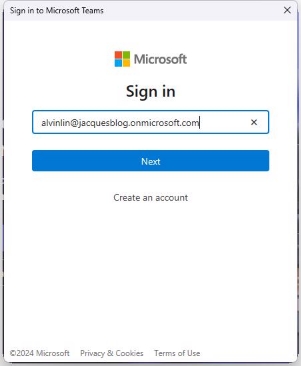 Sign in to Microsoft Teams
Microsoft
Sign in
alvinlin@jacquesblog.onmicrosoft.com
Next
Create an account
©2024 Microsoft Privacy & Cookies Terms of Use